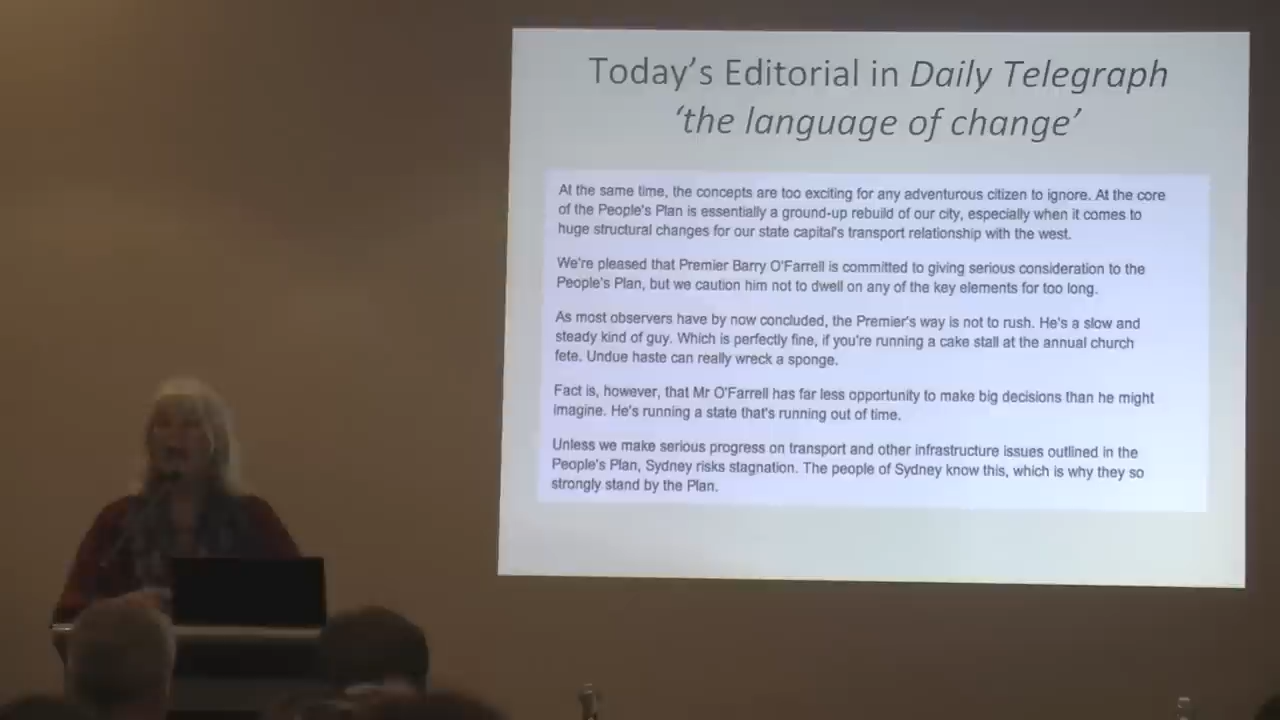 Today's Editorial in Daily Telegraph
‘the language of change’
At the same time, the concepts are too exciting for any adventurous citizen to ignore. At the core
of the People's Plan is essentially a ground-up rebuild of our city, especially when it comes to
huge structural changes for our state capital's transport relationship with the west.
We're pleased that Premier Barry O'Farrell is committed to giving serious consideration to the
People's Plan, but we caution him not to dwell on any of the key elements for too long.
As most observers have by now concluded, the Premier's way is not to rush. He's a slow and
steady kind of guy. Which is perfectly fine, if you're running a cake stall at the annual church
fete. Undue haste can really wreck a sponge.
Fact is, however, that Mr O'Farrell has far less opportunity to make big decisions than he might
imagine. He's running a state that's running out of time.
Unless we make serious progress on transport and other infrastructure issues outlined in the
People's Plan, Sydney risks stagnation. The people of Sydney know this, which is why they so
strongly stand by the Plan.